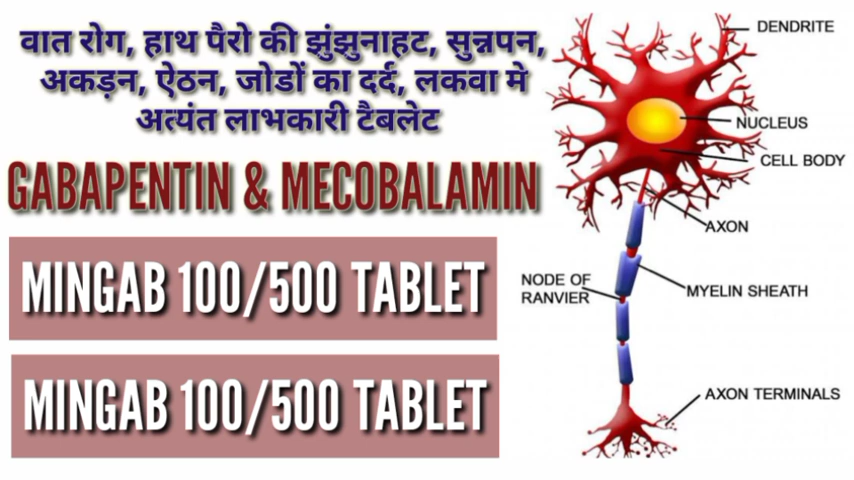 वात रोग, हाथ पैरो की झुंझुनाहट, सुन्नपन,
अकड़न, ऐठन, जोडों का दर्द, लकवा मे
अत्यंत लाभकारी टैबलेट
GABAPENTIN & MECOBALAMIN
MINGAB 100/500 TABLET
MINGAB 100/500 TABLET
DENDRITE
NUCLEUS
CELL BODY
AXON
NODE OF
RANVIER
MYELIN SHEATH
AXON TERMINALS